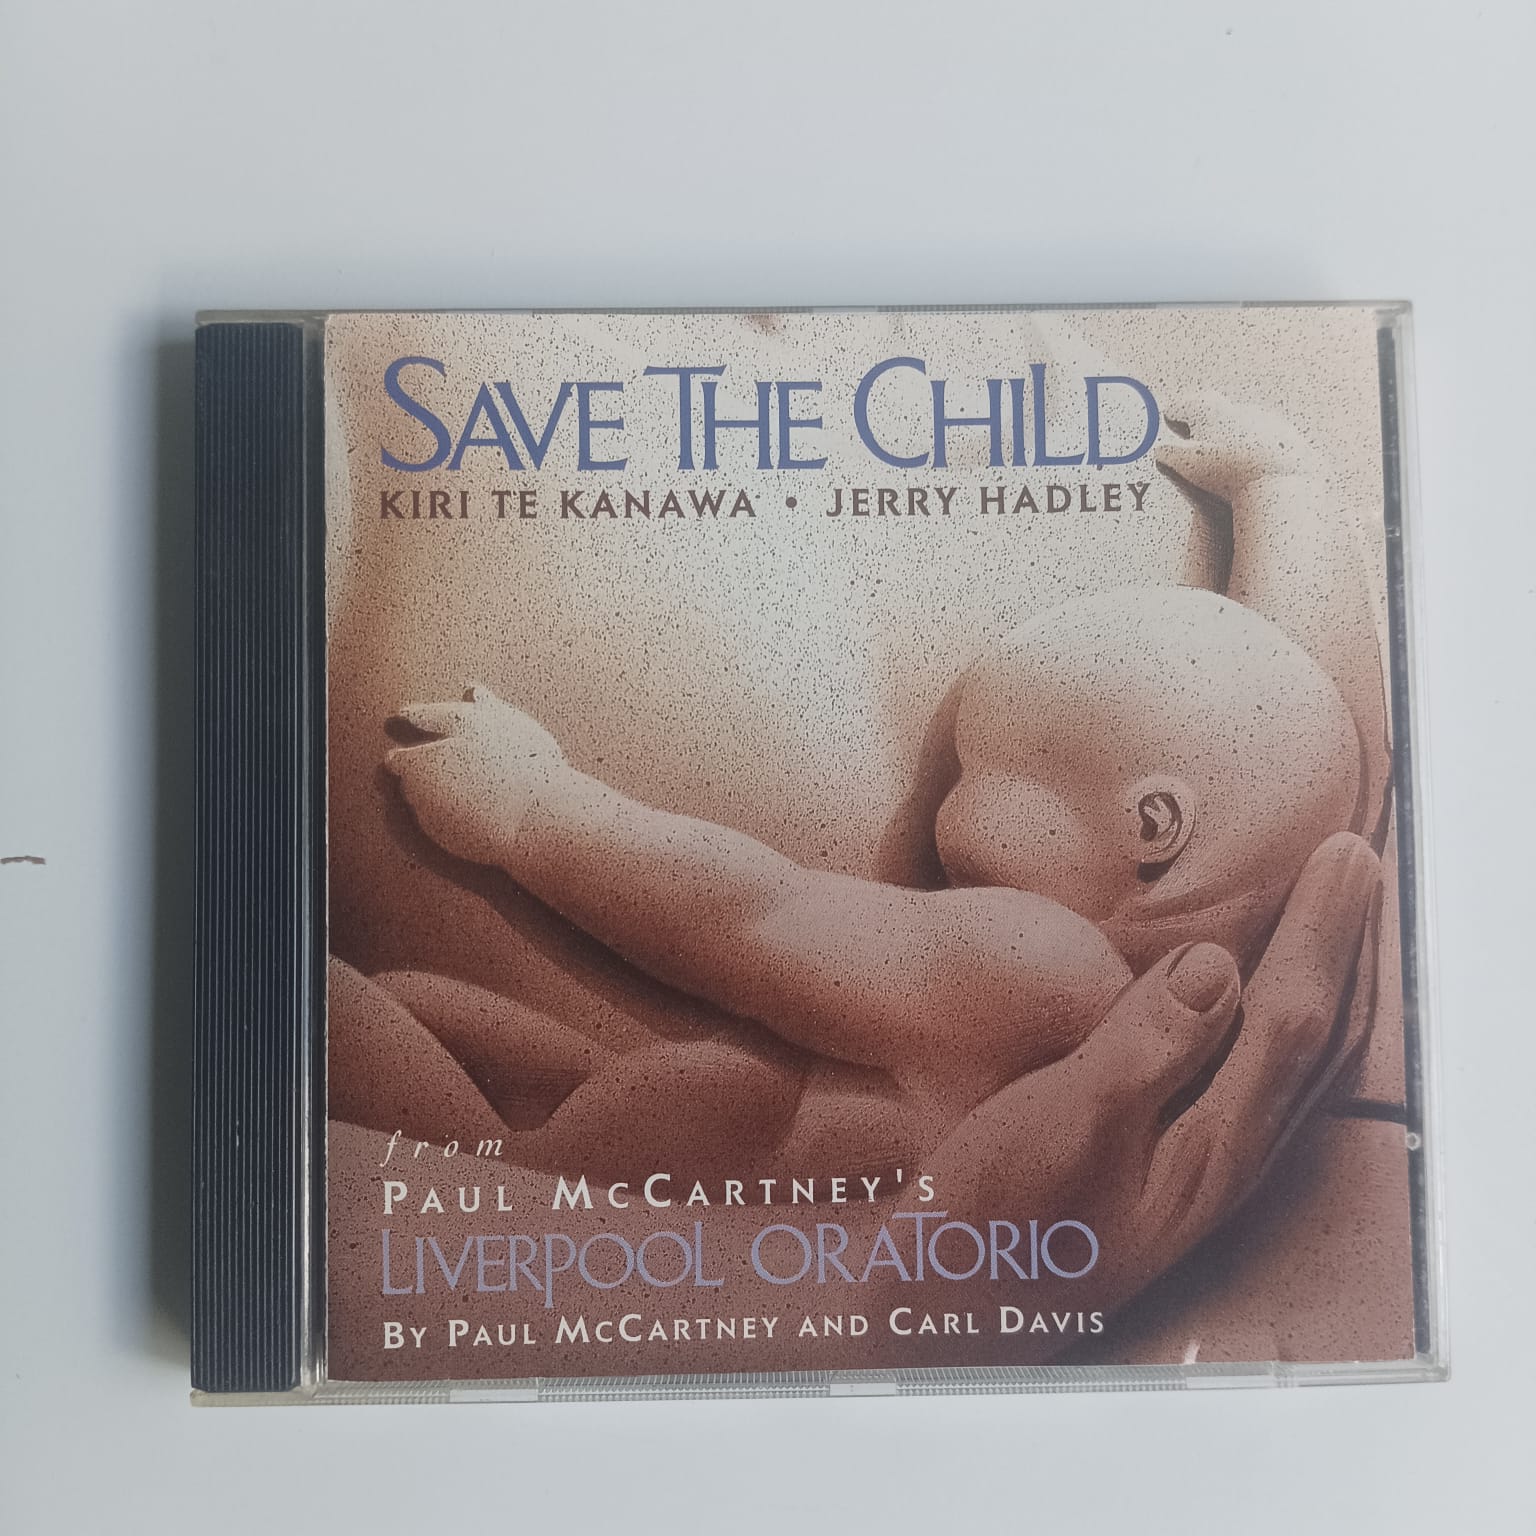 SAVE THE CHILD
KIRI TE KANAWA • JERRY HADLEY
from
PAUL MCCARTNEY'S
LIVERPOOL ORATORIO
BY PAUL MCCARTNEY AND CARL DAVIS